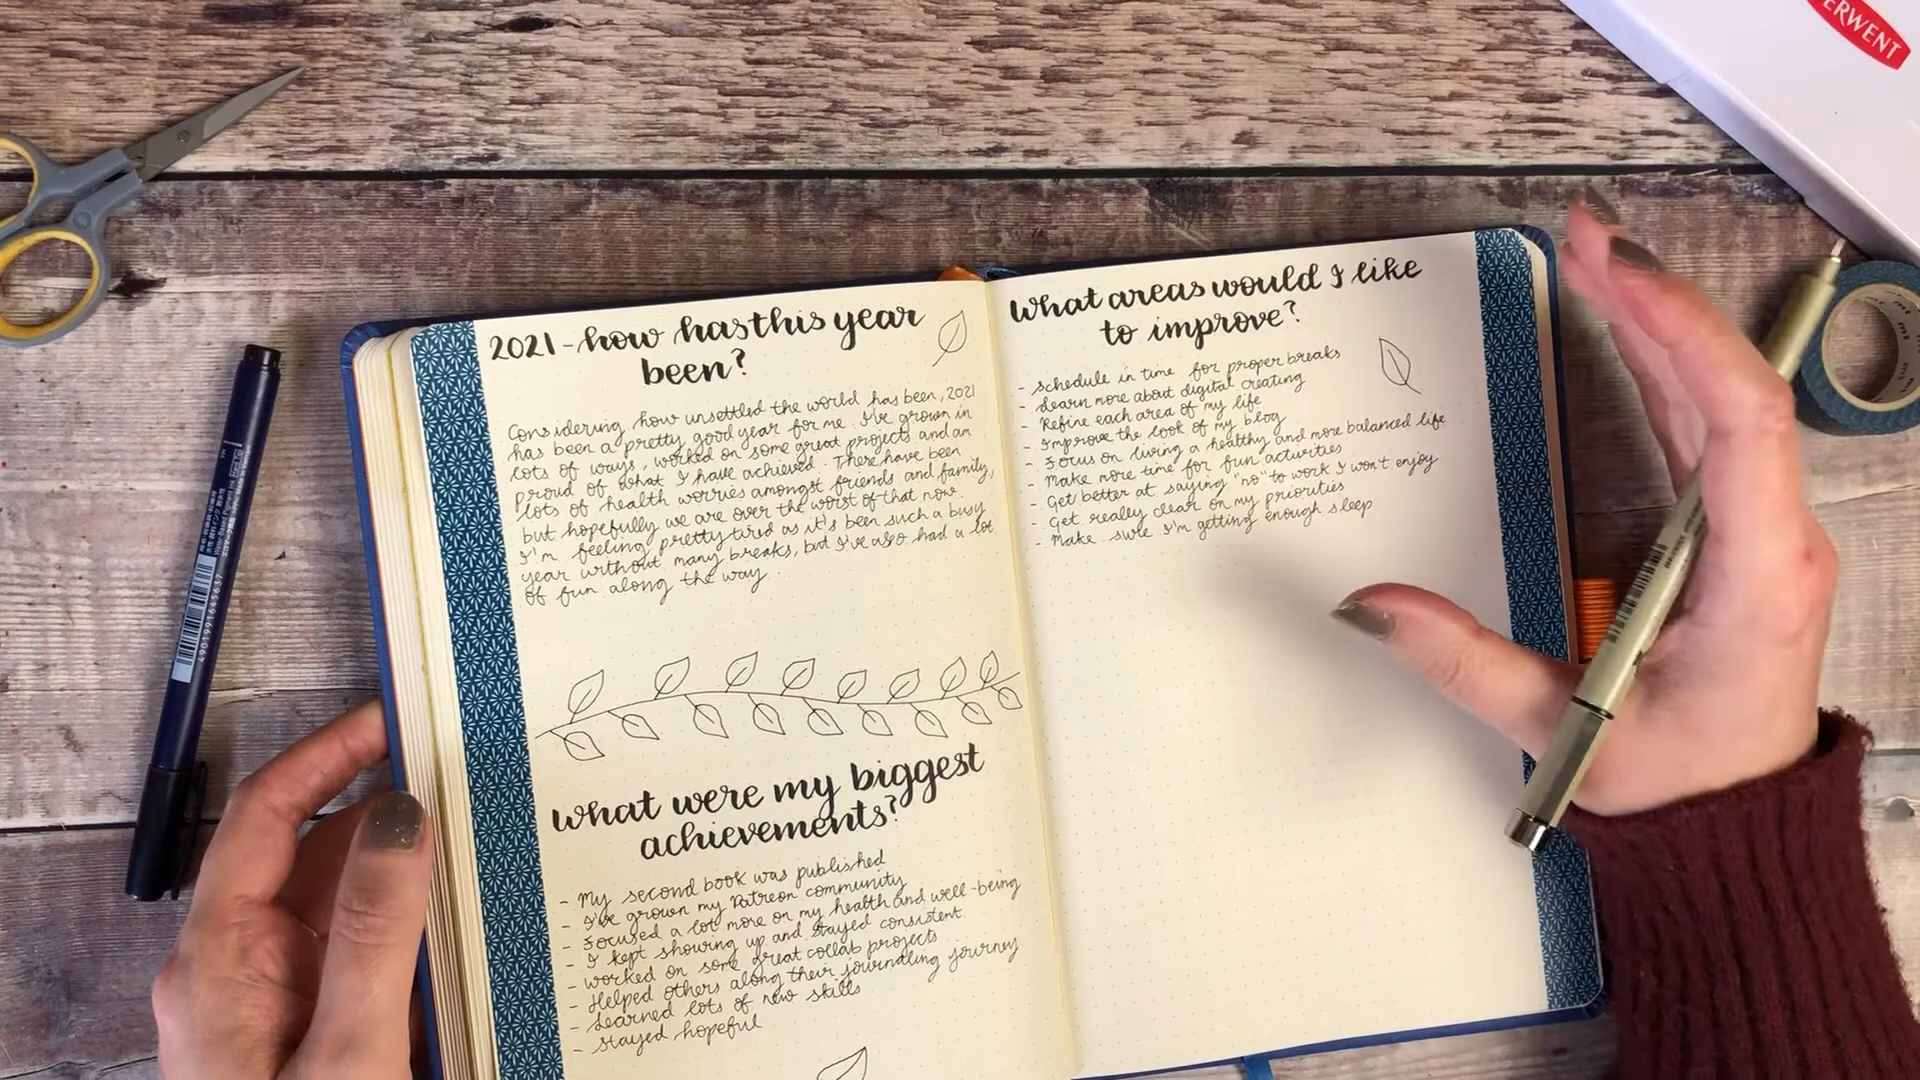 2021 - how has this year
been?
Considering how unsettled the world has been, 2021
has been a pretty good year for me. I've grown in
lots of ways, worked on some great projects and am
proud of what I have achieved. There have been
lots of health worries amongst friends and family,
but hopefully we are over the worst of that now.
I'm feeling pretty tired as it's been such a busy
year without many breaks, but I've also had a lot
of fun along the way
What were my biggest
achievements?
- My second book was published
- I've grown my Patreon community
- Focused a lot more on my health and well-being
- I kept showing up and stayed consistent
- worked on some great collab projects
- Helped others along their journaling journey
- Learned lots of new skills
- Stayed hopeful
What areas would I like
to improve?
- schedule in time for proper breaks
- Learn more about digital creating
- Refine each area of my life
- Improve the look of my blog
- Focus on living a healthy and more balanced life
- Make more time for fun activities
- Get better at saying "no" to work I won't enjoy
- Get really clear on my priorities
- Make sure I'm getting enough sleep
ERWENT
4901991645637
mt mt